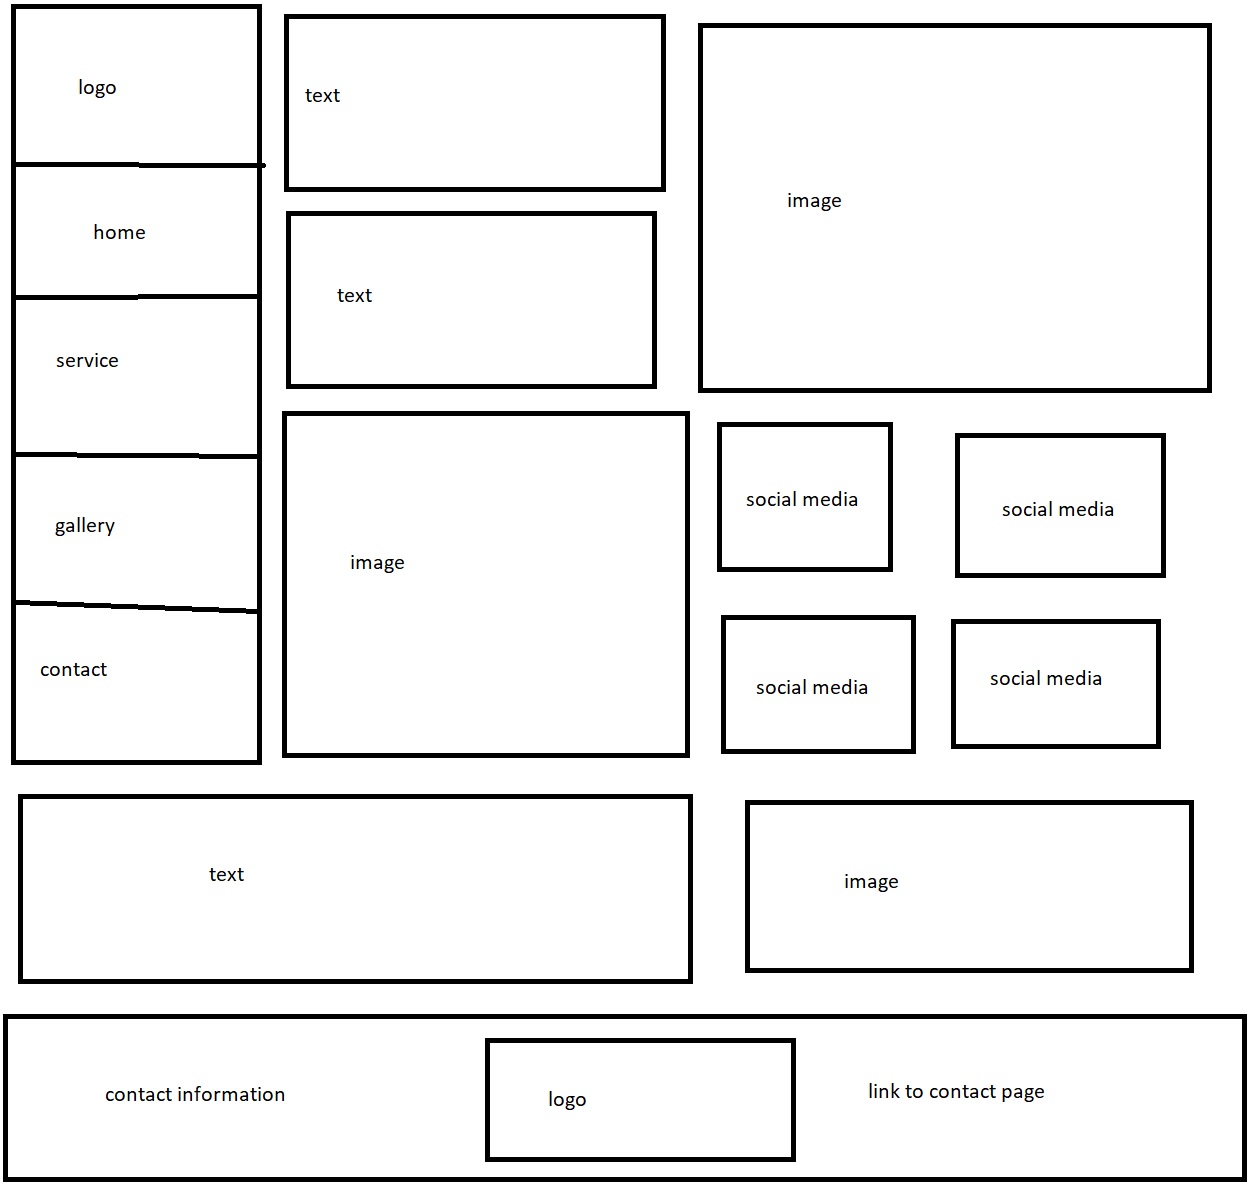 logo
home
service
gallery
contact
text
text
image
image
social media
social media
social media
social media
text
image
contact information
logo
link to contact page